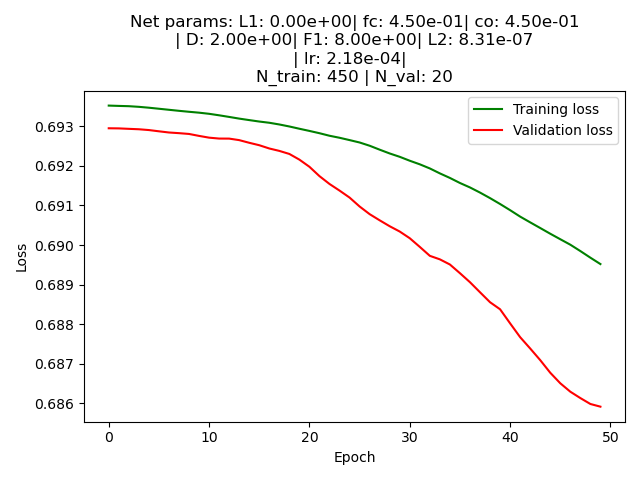 Net params: L1: 0.00e+00| fc: 4.50e-01| co: 4.50e-01
| D: 2.00e+00| F1: 8.00e+00| L2: 8.31e-07
| lr: 2.18e-04|
N_train: 450 | N_val: 20
Training loss
Validation loss
0.693
0.692
0.691
0.690
0.689
0.688
0.687
0.686
Loss
0 10 20 30 40 50
Epoch